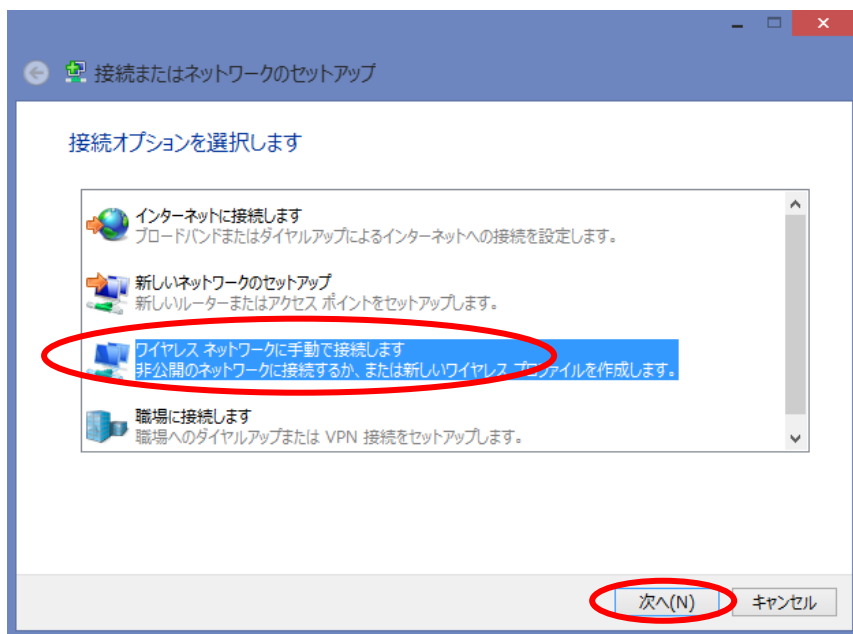 接続またはネットワークのセットアップ
接続オプションを選択します
インターネットに接続します
ブロードバンドまたはダイヤルアップによるインターネットへの接続を設定します。
新しいネットワークのセットアップ
新しいルーターまたはアクセス ポイントをセットアップします。
ワイヤレス ネットワークに手動で接続します
非公開のネットワークに接続するか、または新しいワイヤレス プロファイルを作成します。
職場に接続します
職場へのダイヤルアップまたは VPN 接続をセットアップします。
次へ(N)
キャンセル